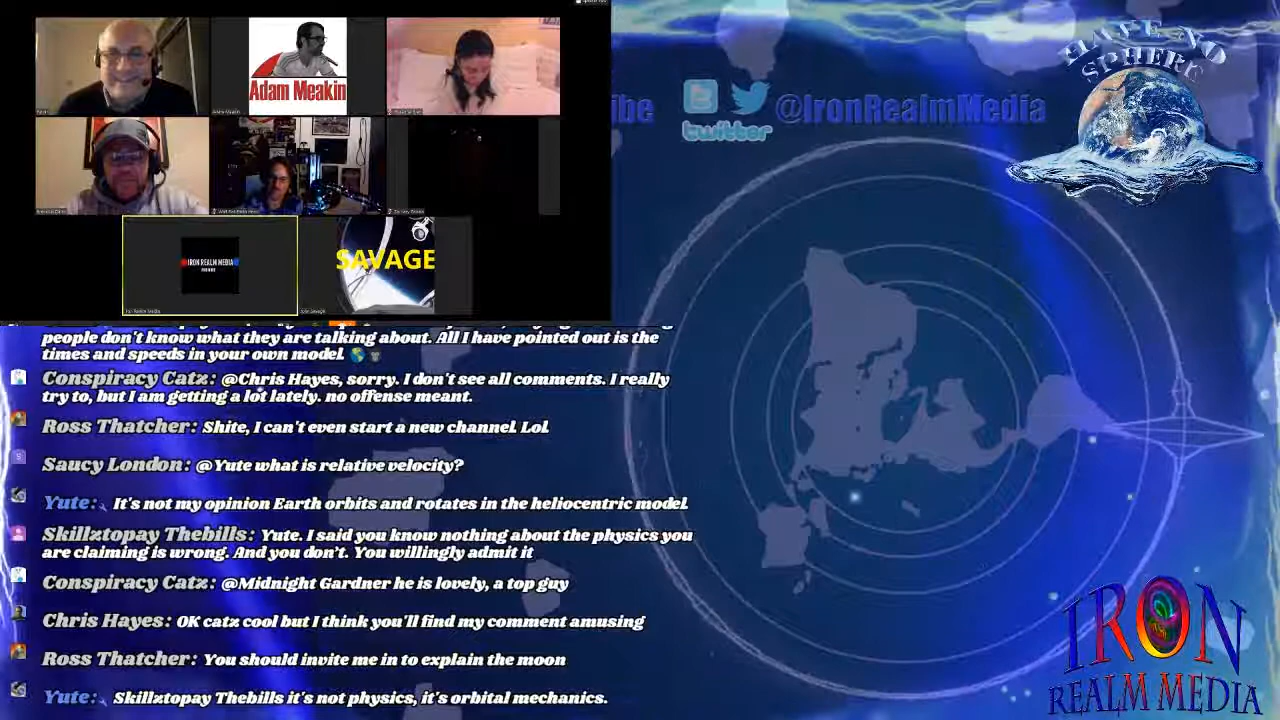 Adam Meakin
IRON REALM MEDIA
SAVAGE
ibe
twitter
@IronRealmMedia
HAVE NO
SPHERE
people don't know what they are talking about. All I have pointed out is the
times and speeds in your own model. 🌎
Conspiracy Catz: @Chris Hayes, sorry. I don't see all comments. I really
try to, but I am getting a lot lately. no offense meant.
Ross Thatcher: Shite, I can't even start a new channel. Lol.
Saucy London: @Yute what is relative velocity?
Yute: It's not my opinion Earth orbits and rotates in the heliocentric model.
Skillztopay Thebills: Yute. I said you know nothing about the physics you
are claiming is wrong. And you don't. You willingly admit it
Conspiracy Catz: @Midnight Gardner he is lovely, a top guy
Chris Hayes: OK catz cool but I think you'll find my comment amusing
Ross Thatcher: You should invite me in to explain the moon
Yute: Skillztopay Thebills it's not physics, it's orbital mechanics.
IRON
REALM MEDIA